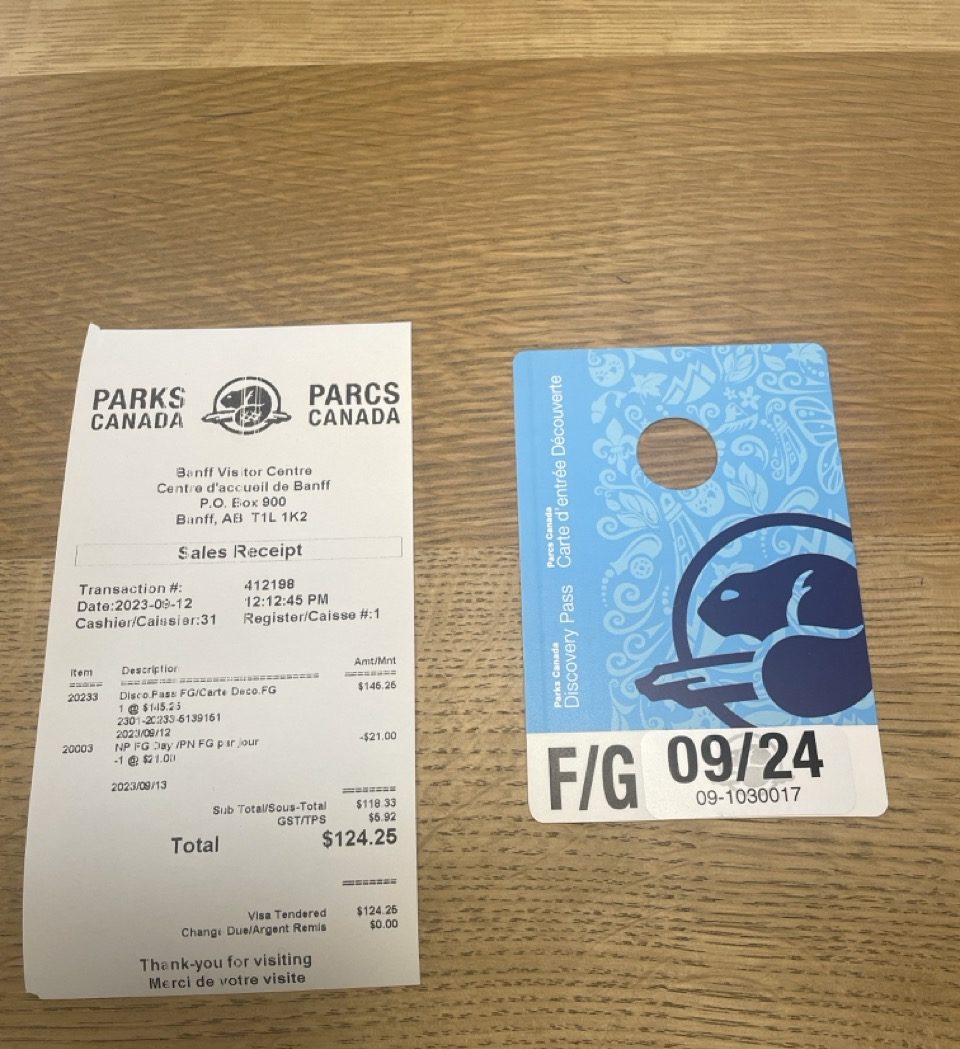 PARKS CANADA
PARCS CANADA
Banff Visitor Centre
Centre d'accueil de Banff
P.O. Box 900
Banff, AB T1L 1K2
Sales Receipt
Transaction #: 412198
Date:2023-09-12 12:12:45 PM
Cashier/Caissier:31 Register/Caisse #:1
Item Description Amt/Mnt
20233 Disco.Pass FG/Carte Deco.FG $145.25
1 @ $145.25
2301-20233-5139161
2023/09/12
20003 NP FG Day /PN FG par jour -$21.00
-1 @ $21.00
2023/09/13
Sub Total/Sous-Total $118.33
GST/TPS $5.92
Total $124.25
Visa Tendered $124.25
Change Due/Argent Remis $0.00
Thank-you for visiting
Merci de votre visite
Parks Canada
Discovery Pass
Parcs Canada
Carte d'entrée Découverte
F/G 09/24
09-1030017